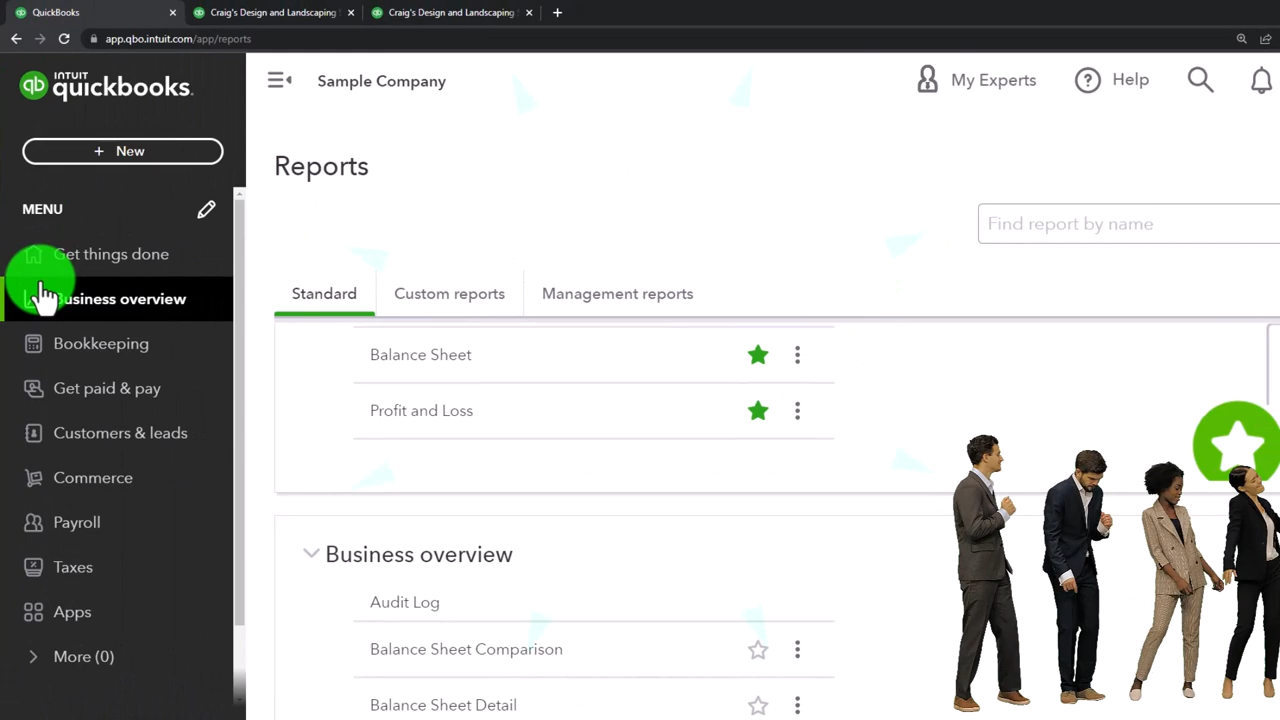 QuickBooks
Craig's Design and Landscaping
Craig's Design and Landscaping
app.qbo.intuit.com/app/reports
INTUIT
quickbooks.
Sample Company
My Experts
Help
+ New
Reports
MENU
Find report by name
Get things done
Standard
Custom reports
Management reports
Business overview
Bookkeeping
Get paid & pay
Customers & leads
Commerce
Payroll
Taxes
Apps
More (0)
Balance Sheet
Profit and Loss
Business overview
Audit Log
Balance Sheet Comparison
Balance Sheet Detail